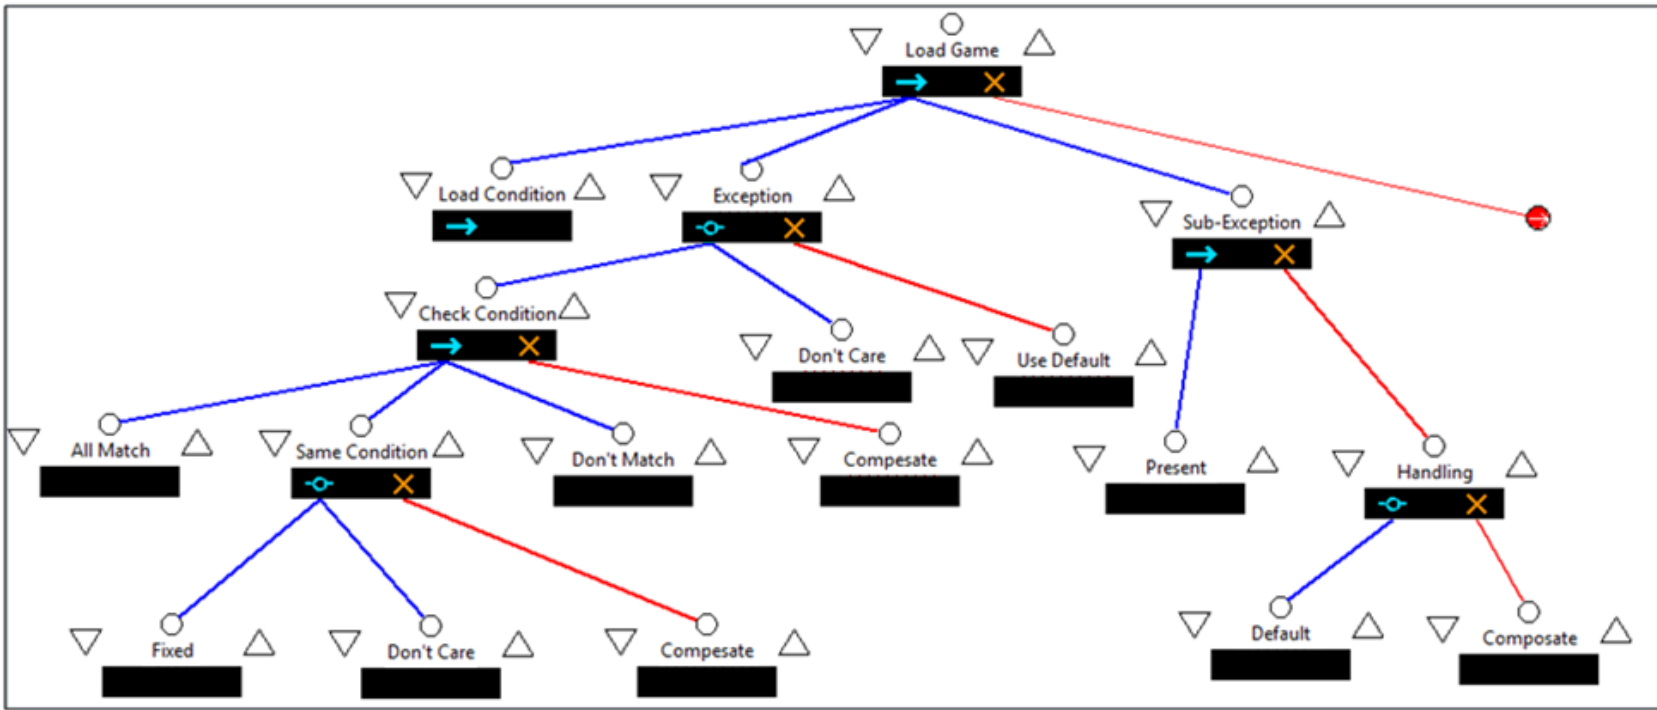 Load Game
Load Condition
Exception
Sub-Exception
Check Condition
Don't Care
Use Default
All Match
Same Condition
Don't Match
Compesate
Present
Handling
Fixed
Don't Care
Compesate
Default
Composate